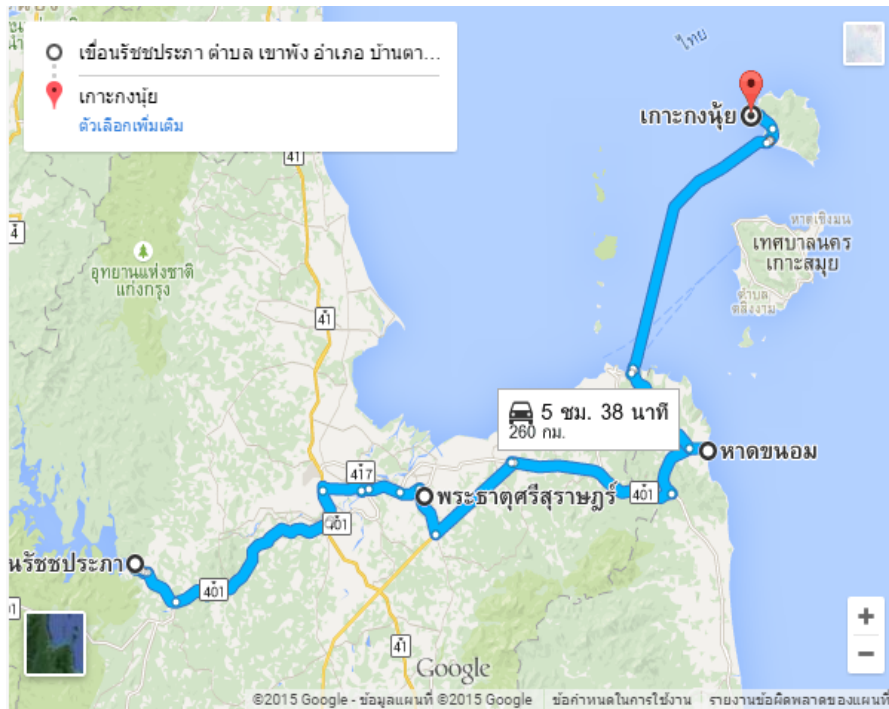 เขื่อนรัชชประภา ตำบล เขาพัง อำเภอ บ้านตา...
เกาะกงนุ้ย
ตัวเลือกเพิ่มเติม
ไทย
41
เกาะกงนุ้ย
4
อุทยานแห่งชาติ
แก่งกรุง
หาดเชิงมน
เทศบาลนคร
เกาะสมุย
ตำบล
ตลิ่งงาม
41
5 ชม. 38 นาที
260 กม.
หาดขนอม
417
พระธาตุศรีสุราษฎร์
401
401
นรัชชประภา
401
41
Google
©2015 Google - ข้อมูลแผนที่ ©2015 Google
ข้อกำหนดในการใช้งาน
รายงานข้อผิดพลาดของแผนที่